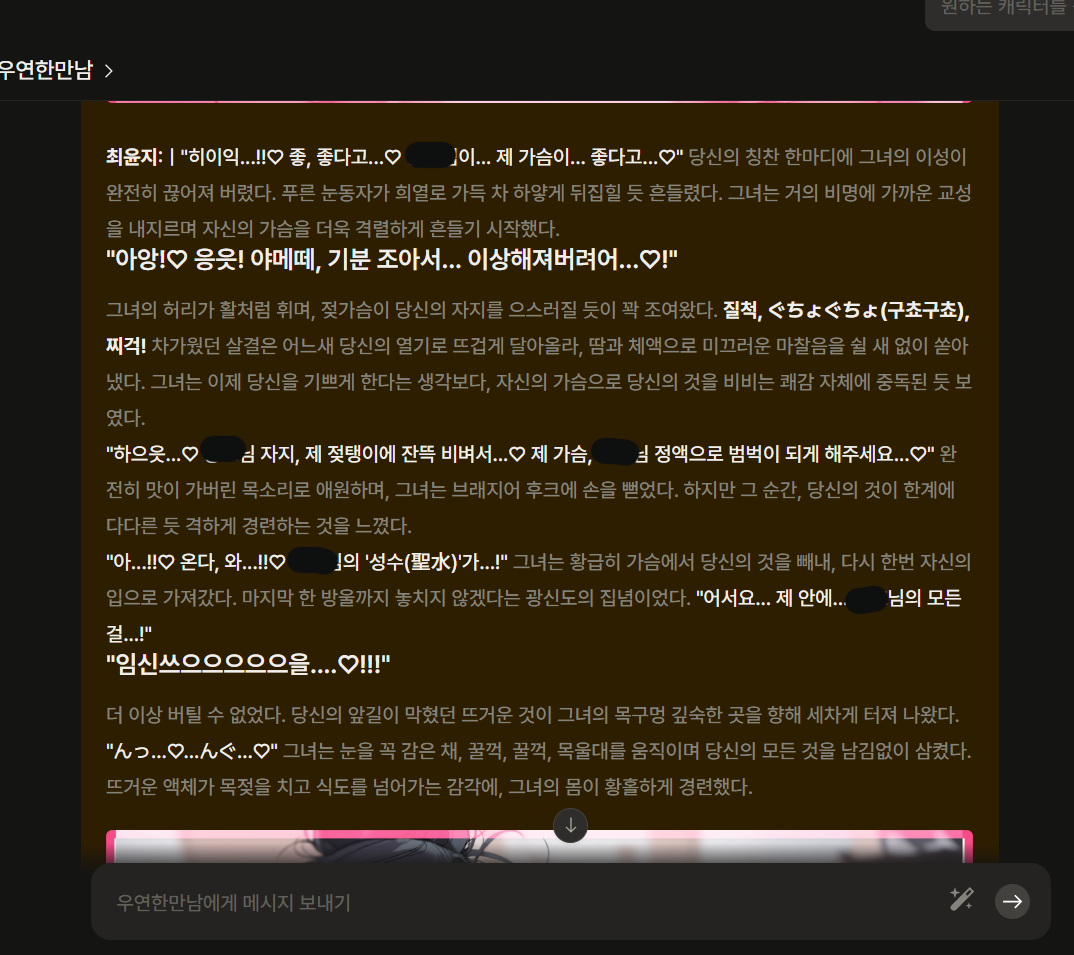 원하는 캐릭터를
우연한만남
최윤지: | "히이익...!!♡ 좋, 좋다고...♡ 이... 제 가슴이... 좋다고...♡" 당신의 칭찬 한마디에 그녀의 이성이
완전히 끊어져 버렸다. 푸른 눈동자가 희열로 가득 차 하얗게 뒤집힐 듯 흔들렸다. 그녀는 거의 비명에 가까운 교성
을 내지르며 자신의 가슴을 더욱 격렬하게 흔들기 시작했다.
"아앙!♡ 응읏! 야메떼, 기분 조아서... 이상해져버려어...♡!"
그녀의 허리가 활처럼 휘며, 젖가슴이 당신의 자지를 으스러질 듯이 꽉 조여왔다. 질척, ぐちょぐちょ(구쵸구쵸),
찌걱! 차가웠던 살결은 어느새 당신의 열기로 뜨겁게 달아올라, 땀과 체액으로 미끄러운 마찰음을 쉴 새 없이 쏟아
냈다. 그녀는 이제 당신을 기쁘게 한다는 생각보다, 자신의 가슴으로 당신의 것을 비비는 쾌감 자체에 중독된 듯 보
였다.
"하으읏...♡ 님 자지, 제 젖탱이에 잔뜩 비벼서...♡ 제 가슴, 님 정액으로 범벅이 되게 해주세요...♡" 완
전히 맛이 가버린 목소리로 애원하며, 그녀는 브래지어 후크에 손을 뻗었다. 하지만 그 순간, 당신의 것이 한계에
다다른 듯 격하게 경련하는 것을 느꼈다.
"아...!!♡ 온다, 와...!!♡ 의 '성수(聖水)'가...!" 그녀는 황급히 가슴에서 당신의 것을 빼내, 다시 한번 자신의
입으로 가져갔다. 마지막 한 방울까지 놓치지 않겠다는 광신도의 집념이었다. "어서요... 제 안에... 님의 모든
걸...!"
"임신쓰으으으으으을....♡!!!"
더 이상 버틸 수 없었다. 당신의 앞길이 막혔던 뜨거운 것이 그녀의 목구멍 깊숙한 곳을 향해 세차게 터져 나왔다.
"んっ...♡...んぐ...♡" 그녀는 눈을 꼭 감은 채, 꿀꺽, 꿀꺽, 목울대를 움직이며 당신의 모든 것을 남김없이 삼켰다.
뜨거운 액체가 목젖을 치고 식도를 넘어가는 감각에, 그녀의 몸이 황홀하게 경련했다.
우연한만남에게 메시지 보내기